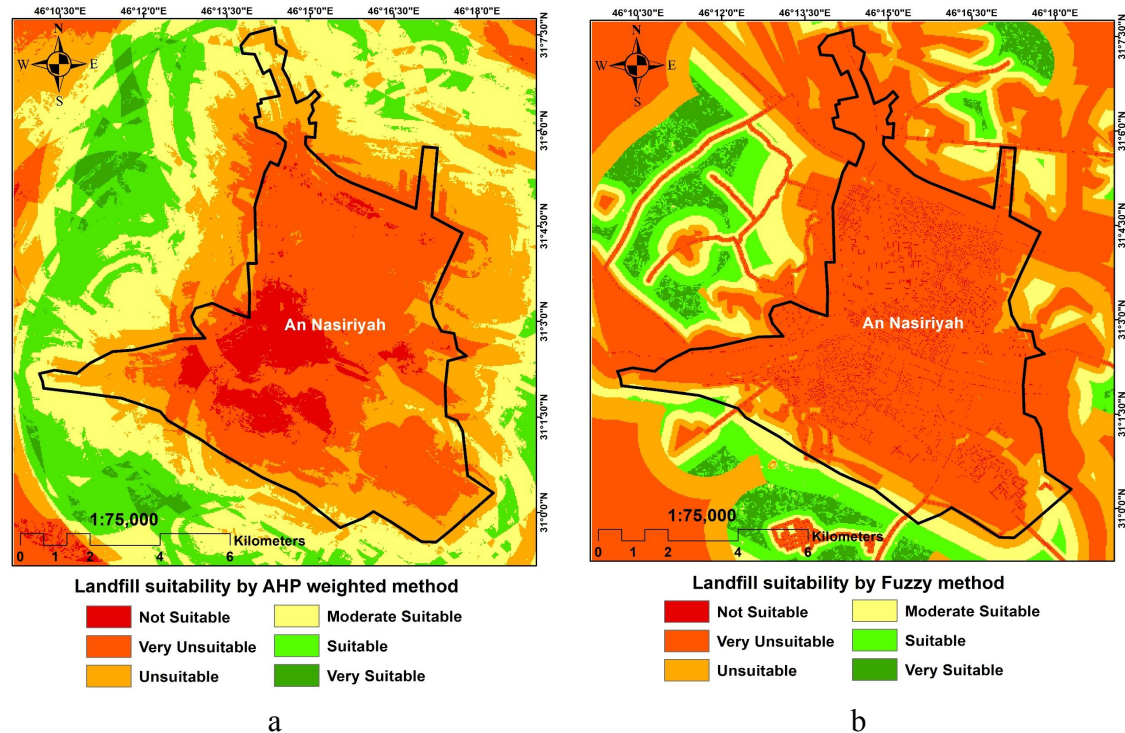 46°10'30"E 46°12'0"E 46°13'30"E 46°15'0"E 46°16'30"E 46°18'0"E
N
W E
S
31°7'30"N
31°6'0"N
31°4'30"N
31°3'0"N
31°1'30"N
31°0'0"N
An Nasiriyah
1:75,000
Kilometers
0 1 2 4 6
Landfill suitability by AHP weighted method
Not Suitable
Very Unsuitable
Unsuitable
Moderate Suitable
Suitable
Very Suitable
a
46°10'30"E 46°12'0"E 46°13'30"E 46°15'0"E 46°16'30"E 46°18'0"E
N
W E
S
31°7'30"N
31°6'0"N
31°4'30"N
31°3'0"N
31°1'30"N
31°0'0"N
An Nasiriyah
1:75,000
Kilometers
0 1 2 4 6
Landfill suitability by Fuzzy method
Not Suitable
Very Unsuitable
Unsuitable
Moderate Suitable
Suitable
Very Suitable
b